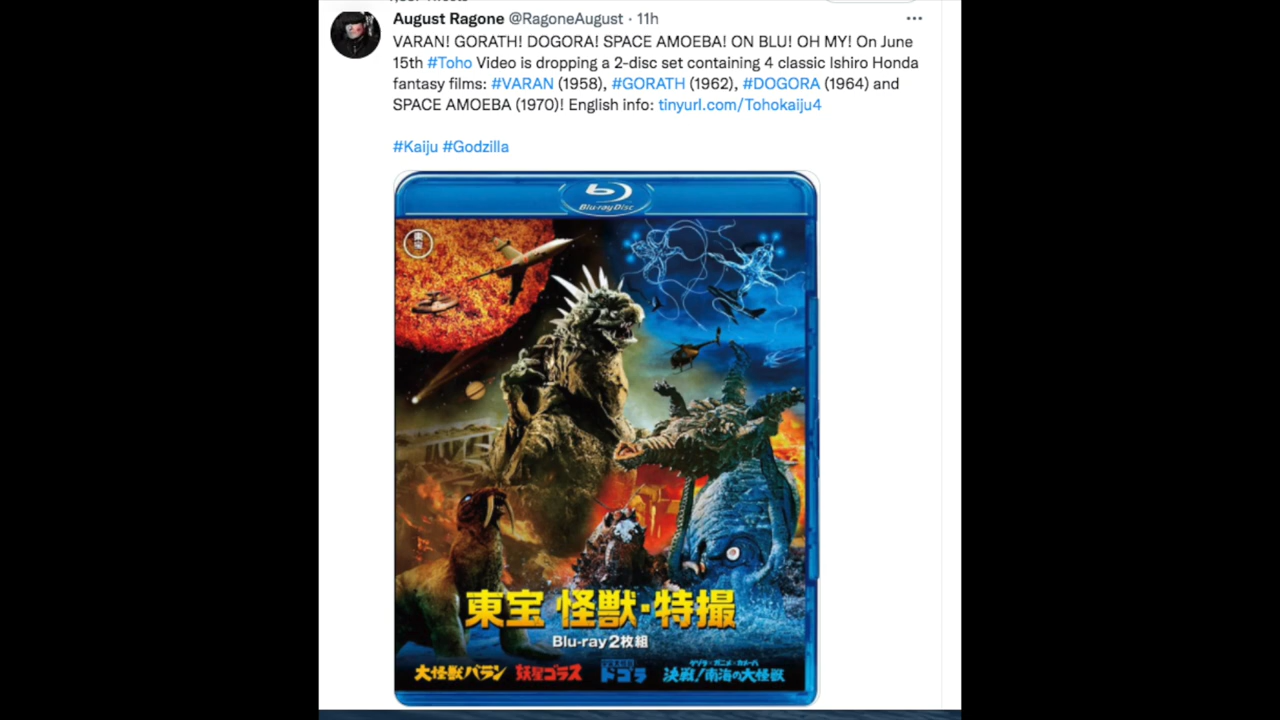 August Ragone @RagoneAugust · 11h
VARAN! GORATH! DOGORA! SPACE AMOEBA! ON BLU! OH MY! On June
15th #Toho Video is dropping a 2-disc set containing 4 classic Ishiro Honda
fantasy films: #VARAN (1958), #GORATH (1962), #DOGORA (1964) and
SPACE AMOEBA (1970)! English info: tinyurl.com/Tohokaiju4
#Kaiju #Godzilla
Blu-ray Disc
東宝
東宝 怪獣・特撮
Blu-ray2枚組
大怪獣バラン 妖星ゴラス ドゴラ 決戦!南海の大怪獣